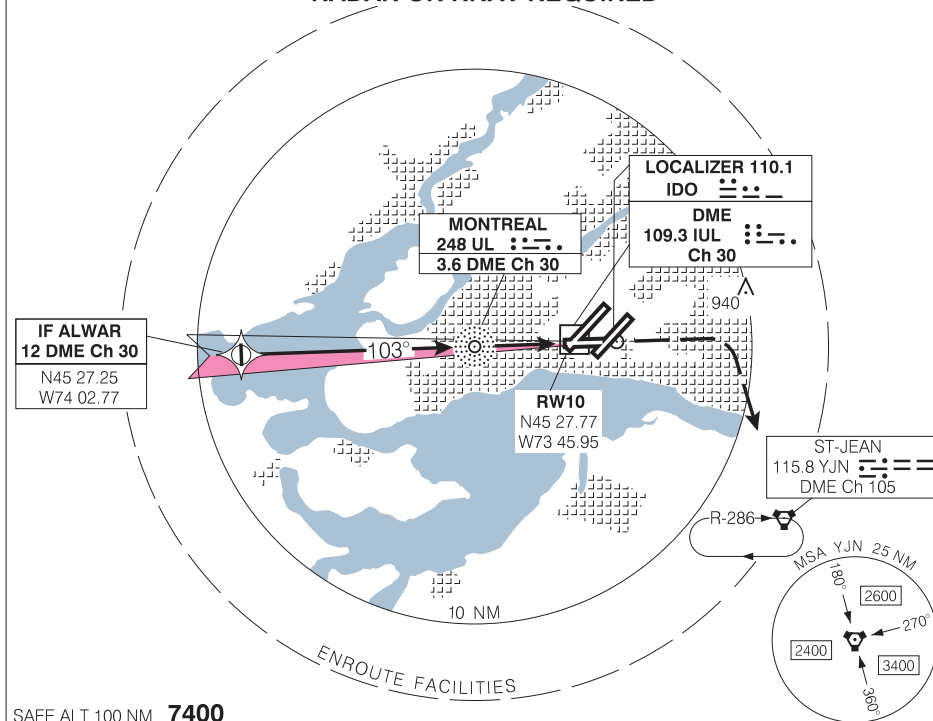 RADAR OR RNAV REQUIRED
LOCALIZER 110.1
IDO
DME
109.3 IUL
Ch 30
MONTREAL
248 UL
3.6 DME Ch 30
940
IF ALWAR
12 DME Ch 30
N45 27.25
W74 02.77
103°
RW10
N45 27.77
W73 45.95
ST-JEAN
115.8 YJN
DME Ch 105
R-286
MSA YJN 25 NM
180°
2600
270°
2400
3400
360°
10 NM
ENROUTE FACILITIES
SAFE ALT 100 NM 7400